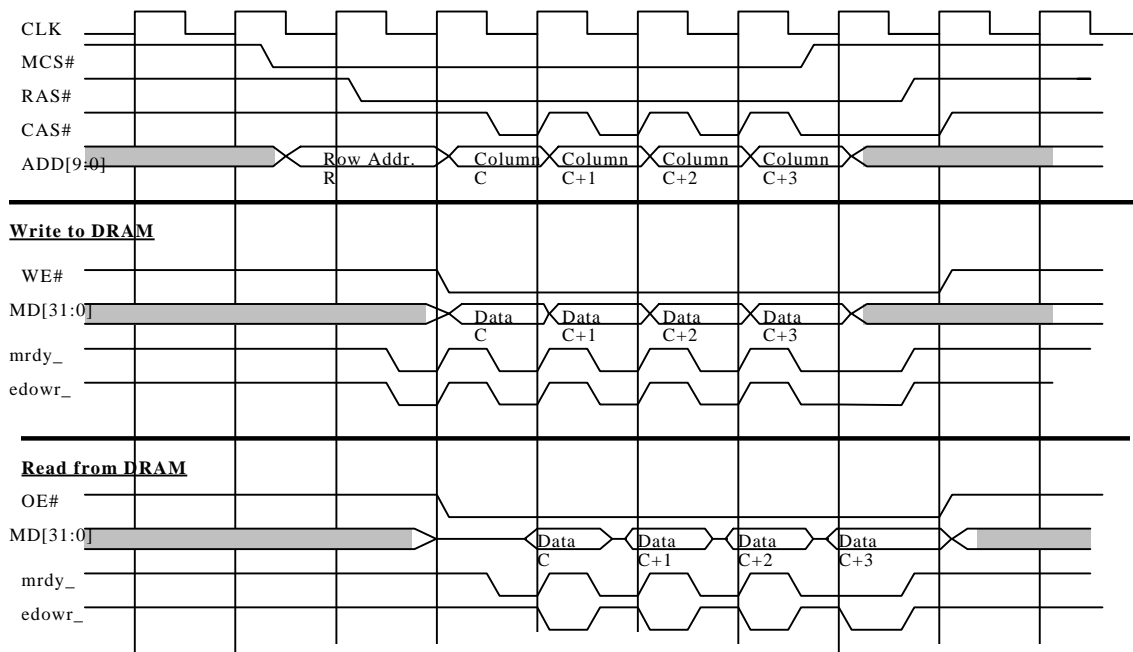 CLK
MCS#
RAS#
CAS#
ADD[9:0]
Row Addr. Column Column Column Column
R C C+1 C+2 C+3
Write to DRAM
WE#
MD[31:0]
Data Data Data Data
C C+1 C+2 C+3
mrdy_
edowr_
Read from DRAM
OE#
MD[31:0]
Data Data Data Data
C C+1 C+2 C+3
mrdy_
edowr_